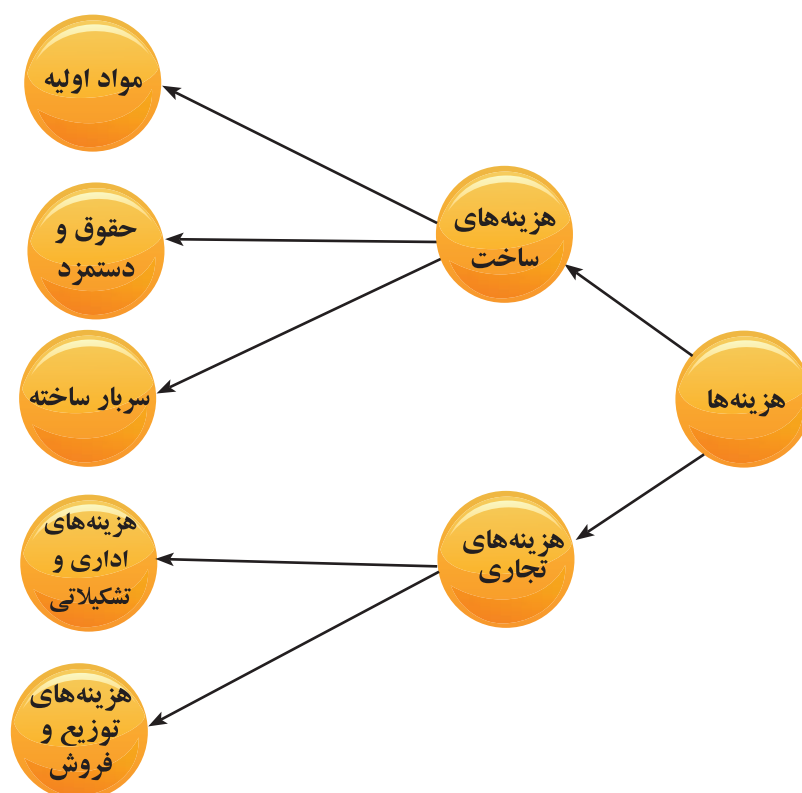 هزینه‌ها
هزینه‌های
ساخت
مواد اولیه
حقوق و
دستمزد
سربار ساخته
هزینه‌های
تجاری
هزینه‌های
اداری و
تشکیلاتی
هزینه‌های
توزیع و
فروش